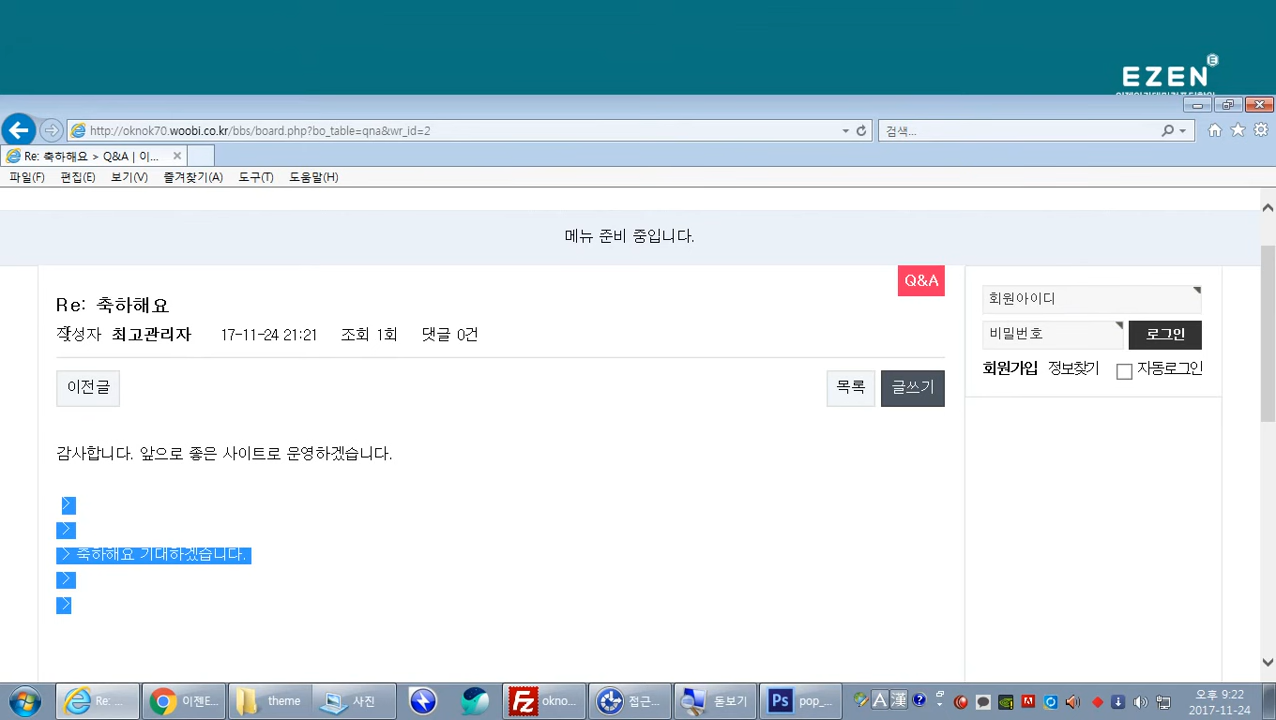 EZEN
http://oknok70.woobi.co.kr/bbs/board.php?bo_table=qna&wr_id=2
검색...
Re: 축하해요 > Q&A | 이...
파일(F) 편집(E) 보기(V) 즐겨찾기(A) 도구(T) 도움말(H)
메뉴 준비 중입니다.
Q&A
Re: 축하해요
작성자 최고관리자 17-11-24 21:21 조회 1회 댓글 0건
이전글 목록 글쓰기
회원아이디
비밀번호 로그인
회원가입 정보찾기 자동로그인
감사합니다. 앞으로 좋은 사이트로 운영하겠습니다.
>
>
> 축하해요 기대하겠습니다.
>
>
Re: ... 이젠E... theme 사진 okno... 접근... 돋보기 Ps pop_... A 漢
오후 9:22
2017-11-24